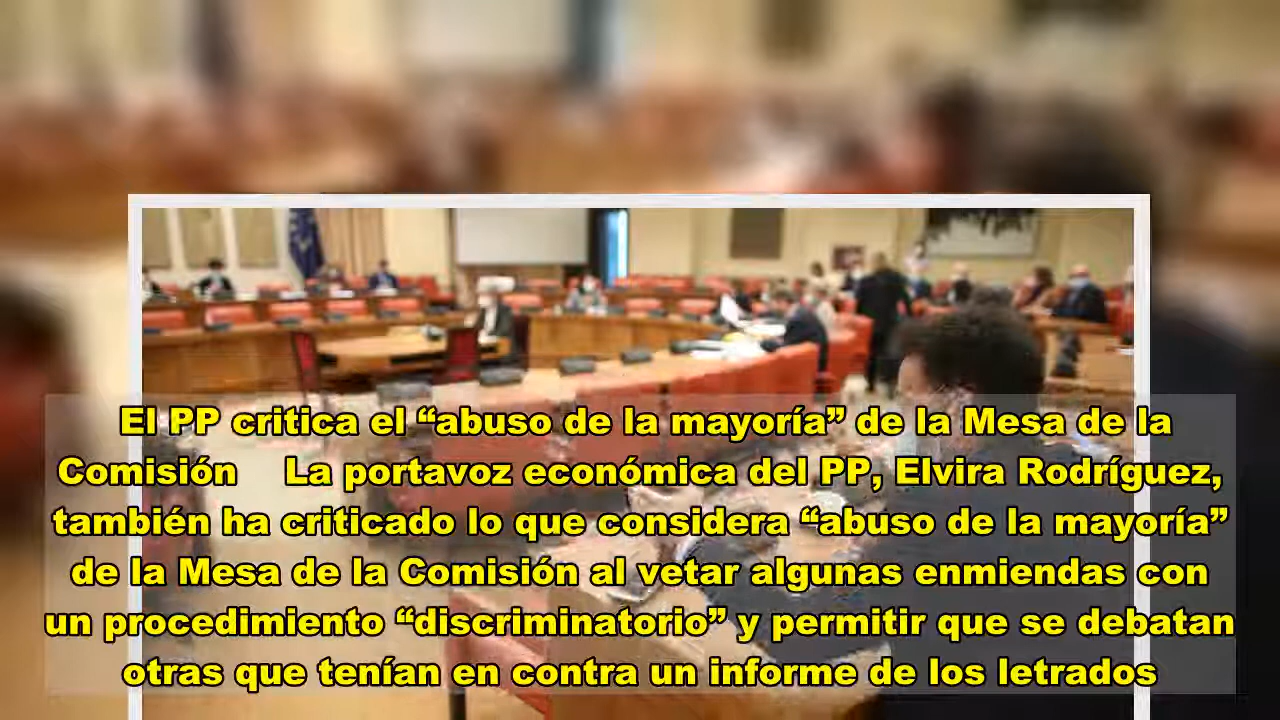 El PP critica el “abuso de la mayoría” de la Mesa de la
Comisión La portavoz económica del PP, Elvira Rodríguez,
también ha criticado lo que considera “abuso de la mayoría”
de la Mesa de la Comisión al vetar algunas enmiendas con
un procedimiento “discriminatorio” y permitir que se debatan
otras que tenían en contra un informe de los letrados